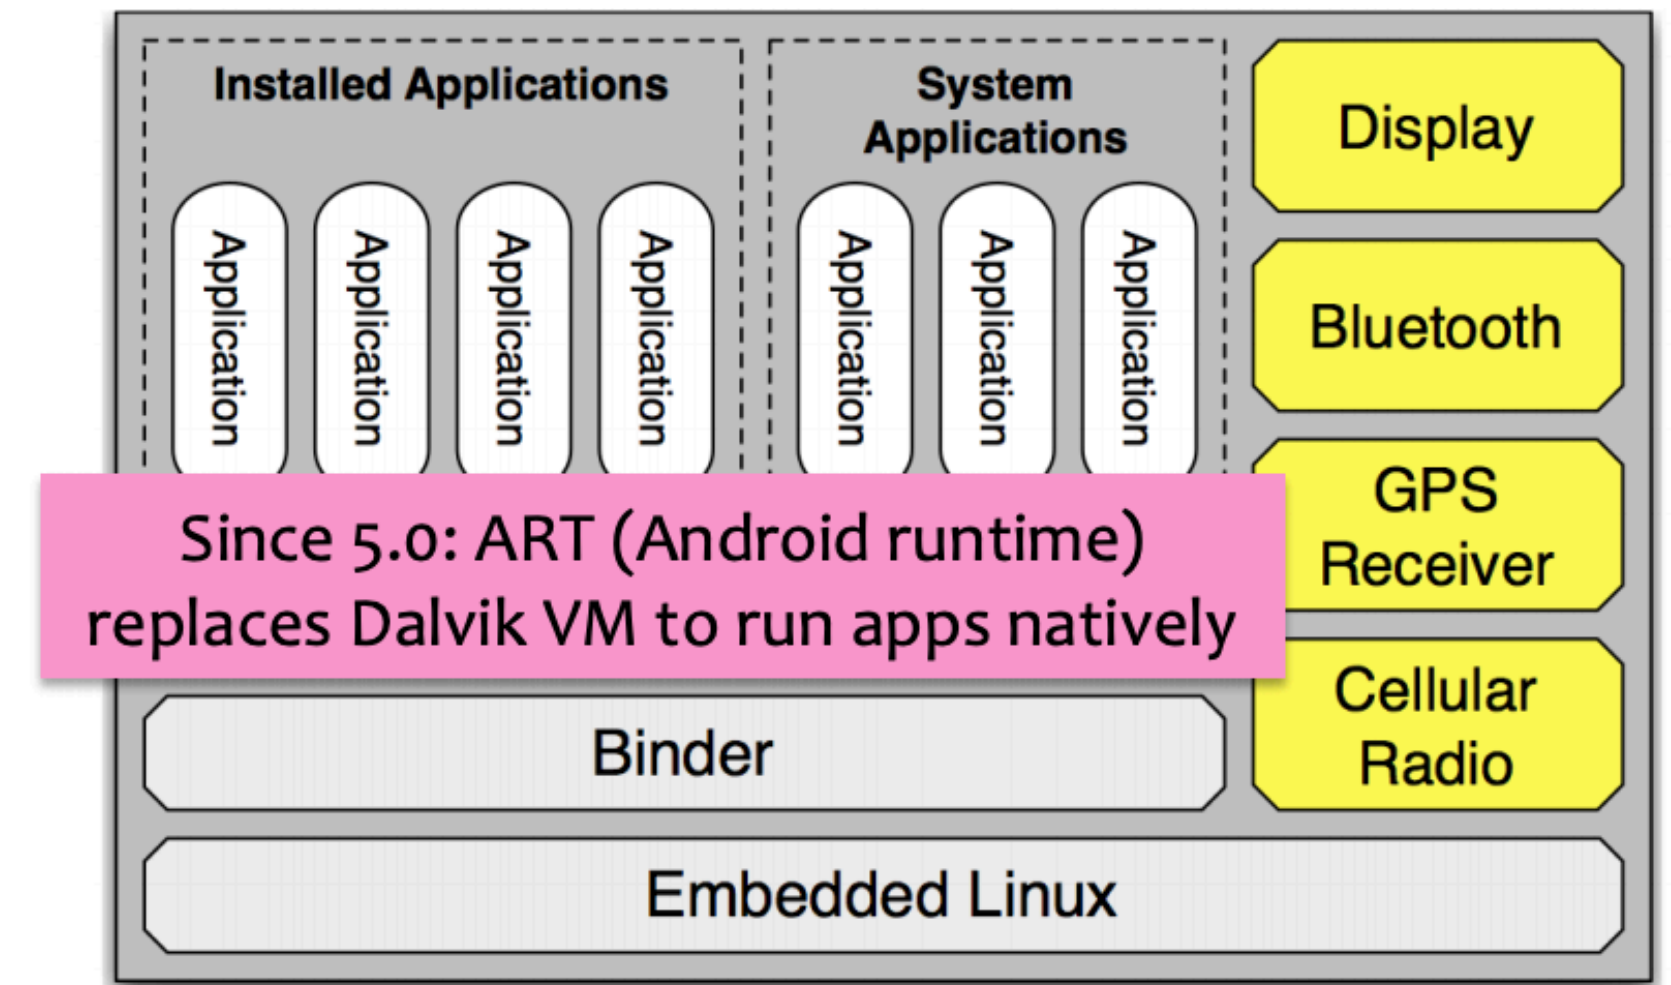 Installed Applications
System
Applications
Application
Application
Application
Application
Application
Application
Application
Display
Bluetooth
GPS
Receiver
Cellular
Radio
Since 5.0: ART (Android runtime)
replaces Dalvik VM to run apps natively
Binder
Embedded Linux